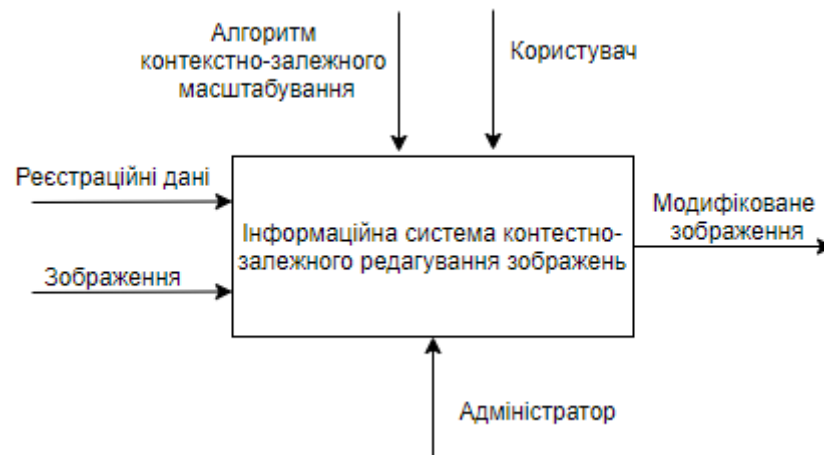 Алгоритм
контекстно-залежного
масштабування
Користувач
Реєстраційні дані
Зображення
Інформаційна система контестно-
залежного редагування зображень
Модифіковане
зображення
Адміністратор